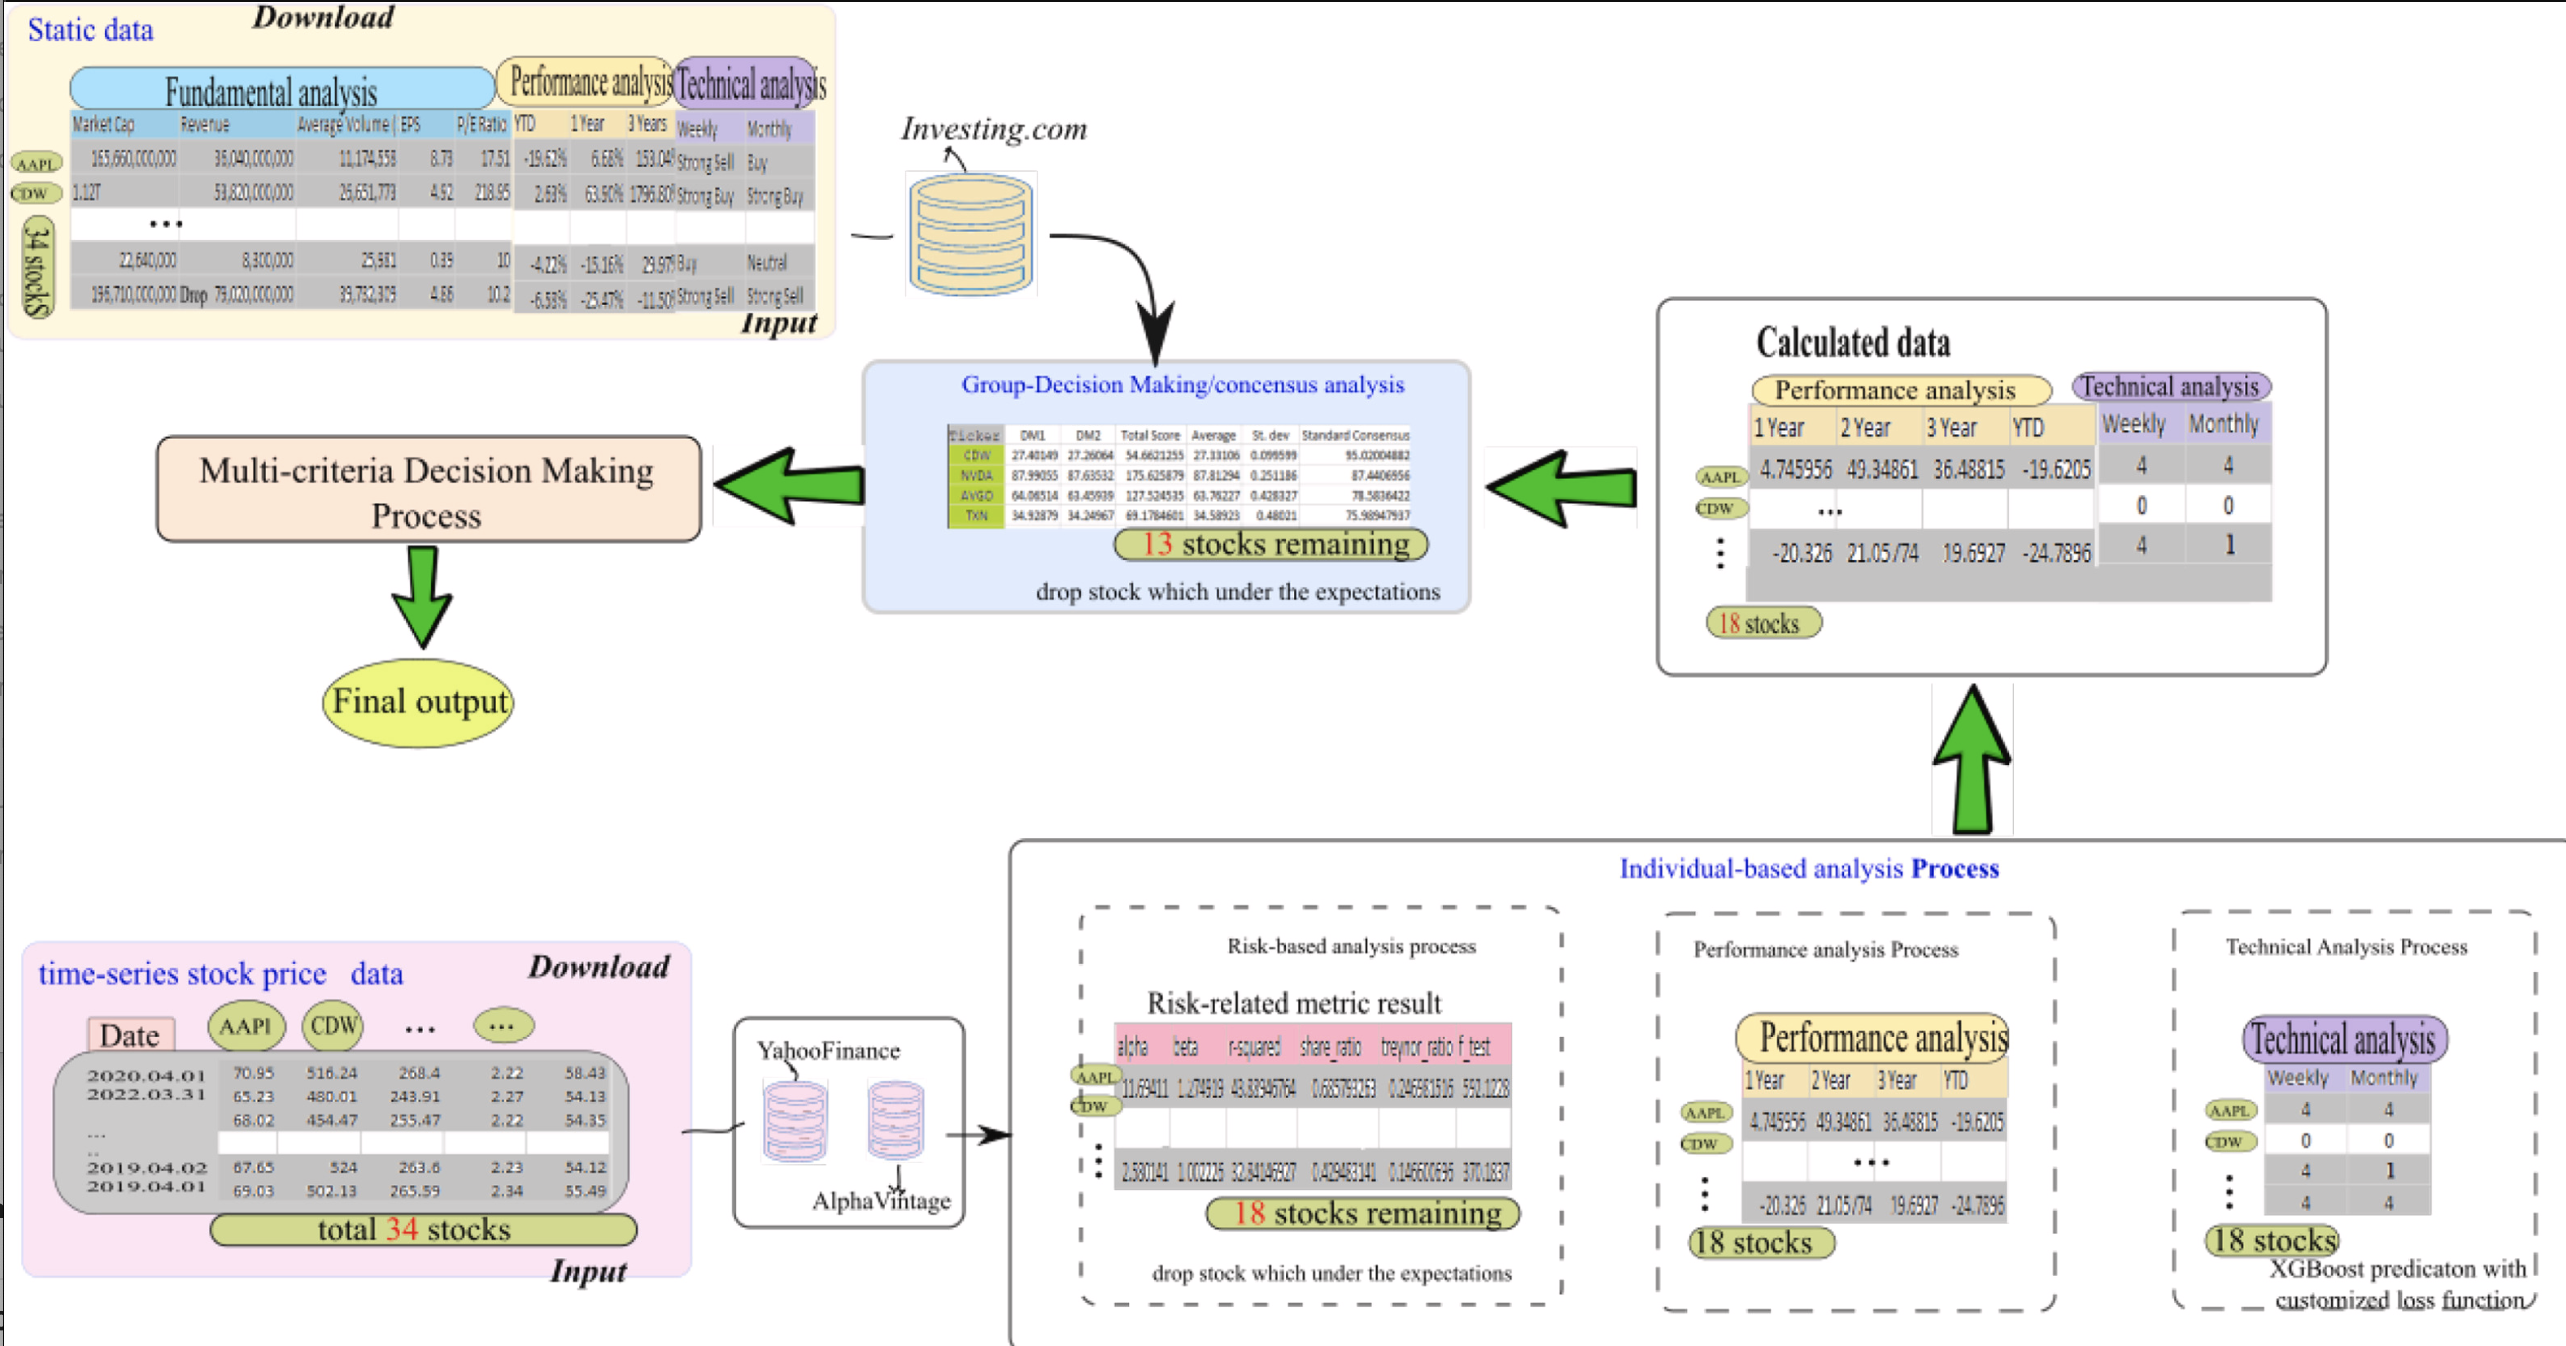 Static data
Download
Fundamental analysis
Performance analysis
Technical analysis
Market Cap Revenue Average Volume ( EPS P/E Ratio YTD 1 Year 3 Years Weekly Monthly
AAPL 165,660,000,000 36,040,000,000 11,174,558 8.73 17.51 -19.62% 6.68% 153.04% Strong Sell Buy
CDW 1.12T 53,820,000,000 26,651,773 4.92 218.95 2.63% 63.90% 1796.80% Strong Buy Strong Buy
...
22,640,000 8,300,000 25,981 0.39 10 -4.22% -15.16% 29.97% Buy Neutral
196,710,000,000 Drop 79,020,000,000 39,782,309 4.86 10.2 -6.53% -25.47% -11.50% Strong Sell Strong Sell
34 stocks
Input
Investing.com
Group-Decision Making/concensus analysis
Ticker DM1 DM2 Total Score Average St. dev Standard Consensus
CDW 27.40149 27.26064 54.6621255 27.33106 0.099599 95.02004882
NVDA 87.99055 87.63532 175.625879 87.81294 0.251186 87.4406956
AVGO 64.06514 63.45939 127.524535 63.76227 0.428327 78.5836422
TXN 34.92879 34.24967 69.1784601 34.58923 0.48021 75.98947937
13 stocks remaining
drop stock which under the expectations
Multi-criteria Decision Making
Process
Final output
Calculated data
Performance analysis
Technical analysis
1 Year 2 Year 3 Year YTD Weekly Monthly
AAPL 4.745956 49.34861 36.48815 -19.6205 4 4
CDW ... 0 0
⋮ -20.326 21.05/74 19.6927 -24.7896 4 1
18 stocks
Individual-based analysis Process
time-series stock price data
Download
Date AAPl CDW ... ...
2020.04.01 70.95 516.24 268.4 2.22 58.43
2022.03.31 65.23 480.01 243.91 2.27 54.13
68.02 454.47 255.47 2.22 54.35
...
..
2019.04.02 67.65 524 263.6 2.23 54.12
2019.04.01 69.03 502.13 265.59 2.34 55.49
total 34 stocks
Input
YahooFinance
AlphaVintage
Risk-based analysis process
Risk-related metric result
alpha beta r-squared share_ratio treynor_ratio f_test
AAPL 11.69411 1.274919 43.83946764 0.685793263 0.246981516 592.1228
CDW
⋮ 2.580141 1.002225 32.84146927 0.429483141 0.146600696 370.1837
18 stocks remaining
drop stock which under the expectations
Performance analysis Process
Performance analysis
1 Year 2 Year 3 Year YTD
AAPL 4.745956 49.34861 36.48815 -19.6205
CDW
...
⋮ -20.326 21.05/74 19.6927 -24.7896
18 stocks
Technical Analysis Process
Technical analysis
Weekly Monthly
AAPL 4 4
CDW 0 0
4 1
⋮ 4 4
18 stocks
XGBoost predicaton with
customized loss function